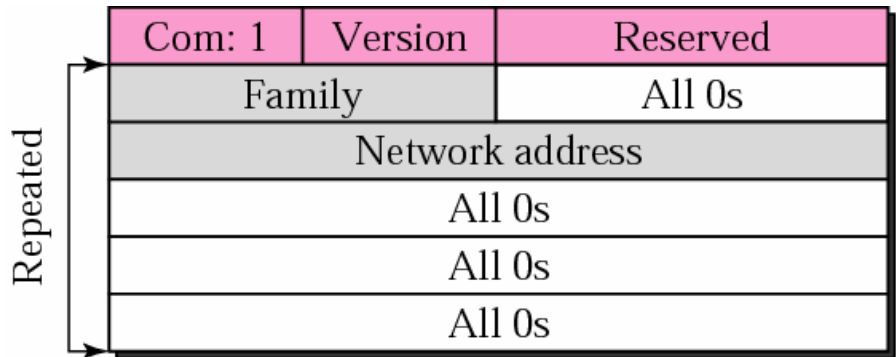 Com: 1 Version Reserved
Family All 0s
Network address
All 0s
All 0s
All 0s
Repeated